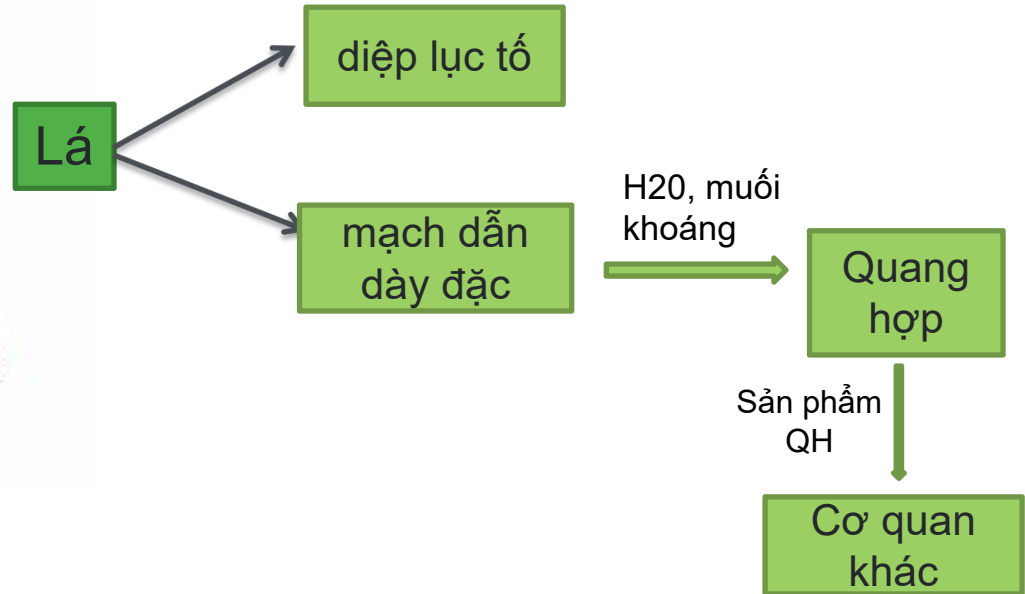 diệp lục tố
Lá
mạch dẫn
dày đặc
H20, muối
khoáng
Quang
hợp
Sản phẩm
QH
Cơ quan
khác